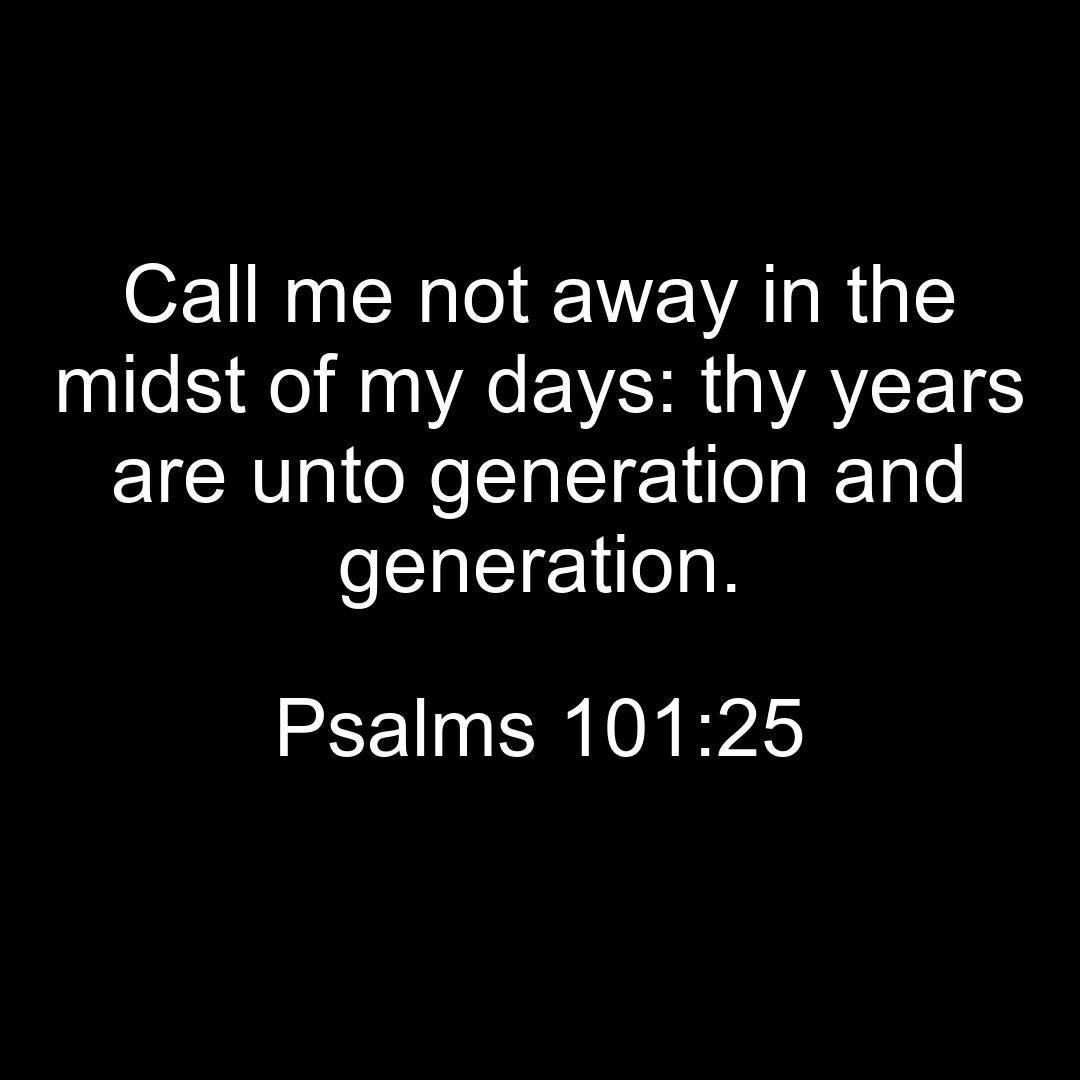 Call me not away in the
midst of my days: thy years
are unto generation and
generation.
Psalms 101:25